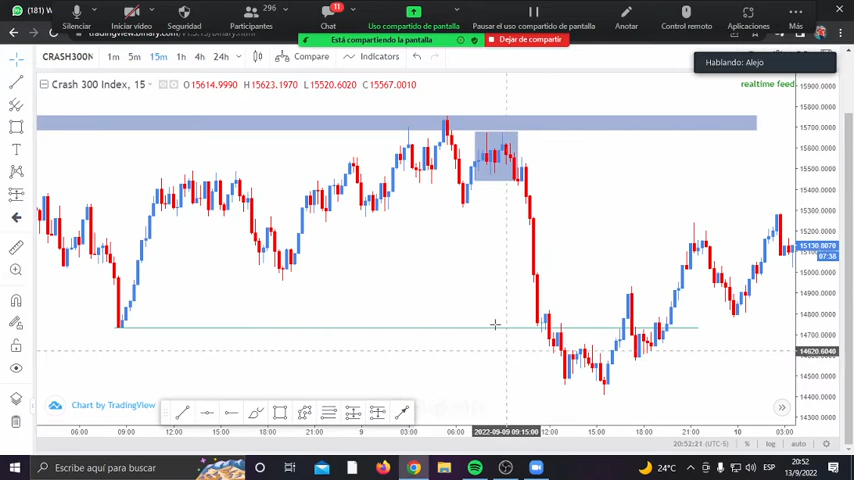 (181) W
Silenciar
Iniciar vídeo
Seguridad
Participantes
296
Chat
11
Uso compartido de pantalla
Pausar el uso compartido de pantalla
Anotar
Control remoto
Aplicaciones
Más
Está compartiendo la pantalla
Dejar de compartir
Hablando: Alejo
CRASH300N
1m 5m 15m 1h 4h 24h
Compare
Indicators
Crash 300 Index, 15
O15614.9990 H15623.1970 L15520.6020 C15567.0010
realtime feed
15900.0000
15800.0000
15700.0000
15600.0000
15500.0000
15400.0000
15300.0000
15200.0000
15130.8070
07:38
15000.0000
14900.0000
14800.0000
14700.0000
14620.6040
14500.0000
14400.0000
14300.0000
Chart by TradingView
06:00 09:00 12:00 15:00 18:00 21:00 9 03:00 06:00 2022-09-09 09:15:00 12:00 15:00 18:00 21:00 10 03:00
20:52:21 (UTC-5) % log auto
Escribe aquí para buscar
24°C
ESP
20:52
13/9/2022